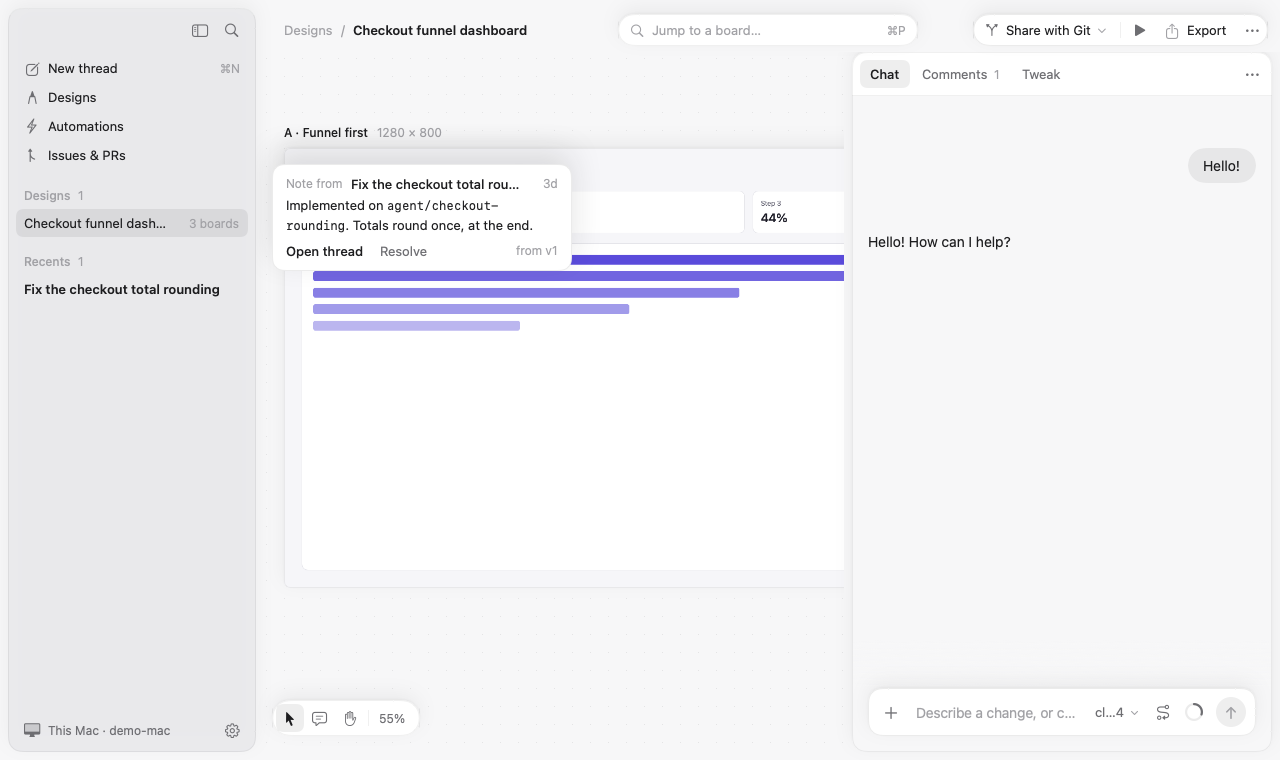 New thread ⌘N
Designs
Automations
Issues & PRs
Designs 1
Checkout funnel dash... 3 boards
Recents 1
Fix the checkout total rounding
This Mac · demo-mac
Designs / Checkout funnel dashboard
Jump to a board... ⌘P
Share with Git
Export
A · Funnel first 1280 × 800
Note from Fix the checkout total rou... 3d
Implemented on agent/checkout-
rounding. Totals round once, at the end.
Open thread Resolve from v1
Step 3
44%
55%
Chat Comments 1 Tweak
Hello!
Hello! How can I help?
Describe a change, or c... cl...4